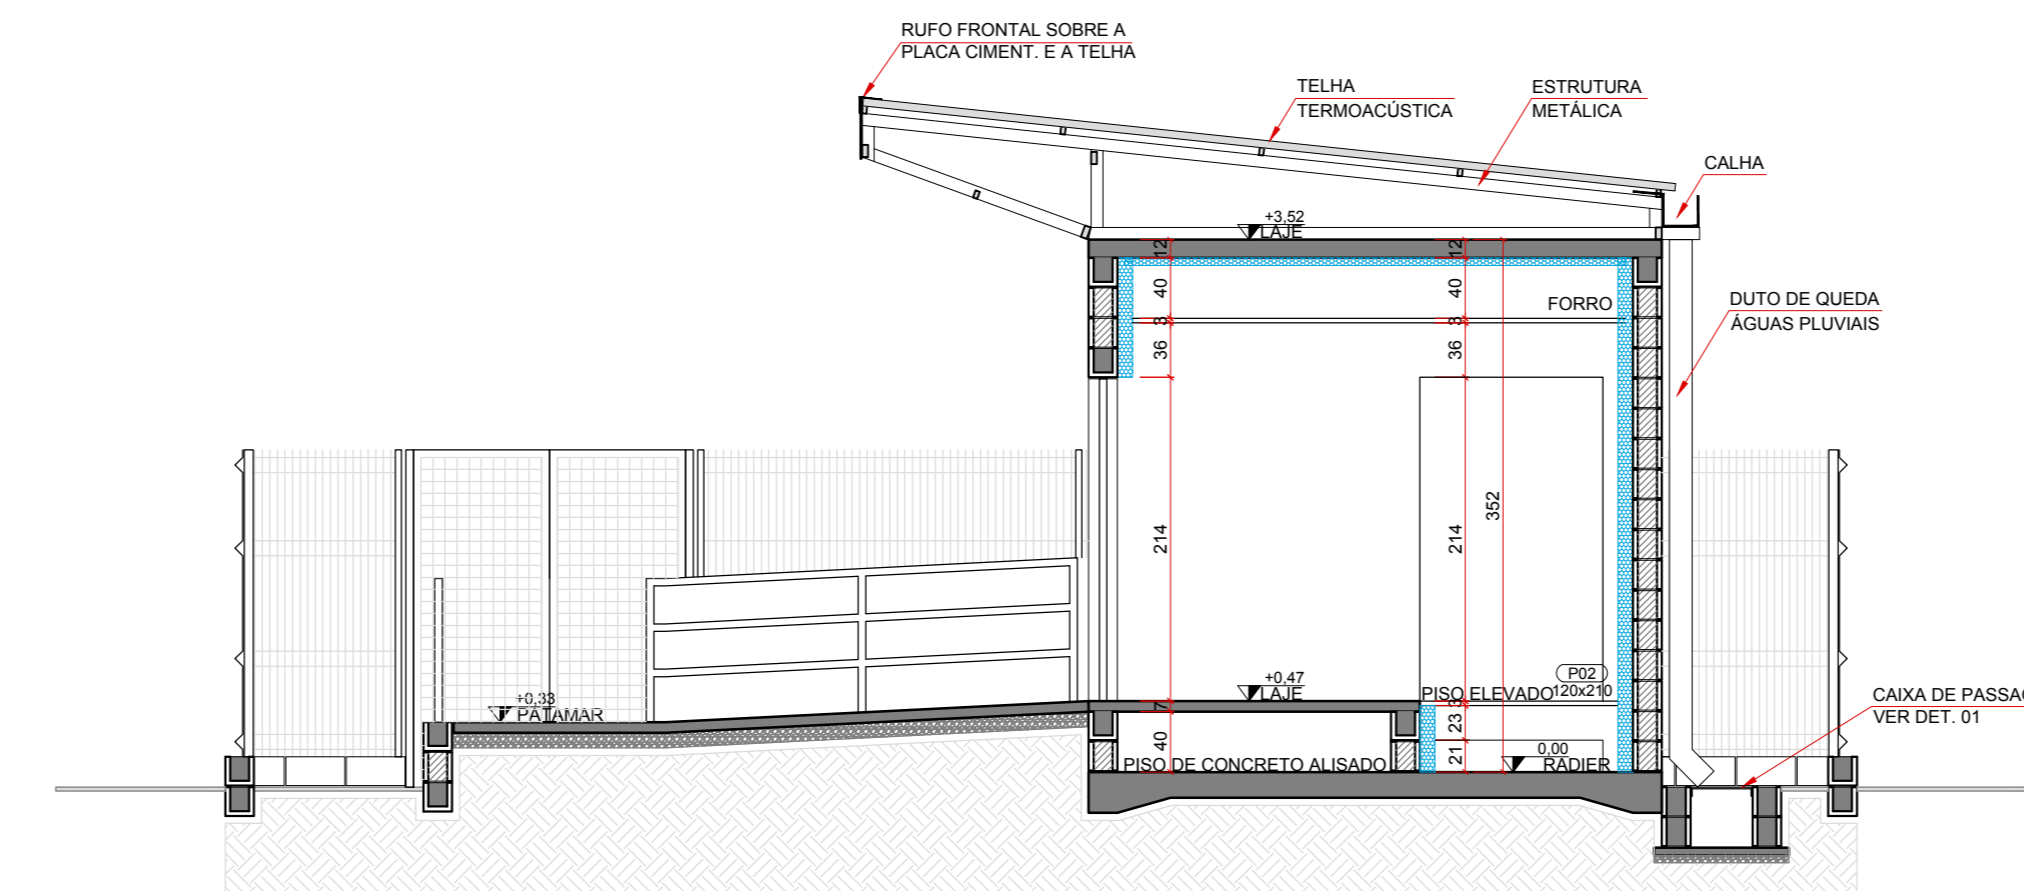 RUFO FRONTAL SOBRE A
PLACA CIMENT. E A TELHA
TELHA
TERMOACÚSTICA
ESTRUTURA
METÁLICA
CALHA
+3,52
LAJE
12
12
40
40
FORRO
3
3
36
36
DUTO DE QUEDA
ÁGUAS PLUVIAIS
352
214
214
P02
120x210
+0,47
LAJE
PISO ELEVADO
+0,33
PATAMAR
7
3
23
40
21
CAIXA DE PASSAG
VER DET. 01
0,00
RADIER
PISO DE CONCRETO ALISADO